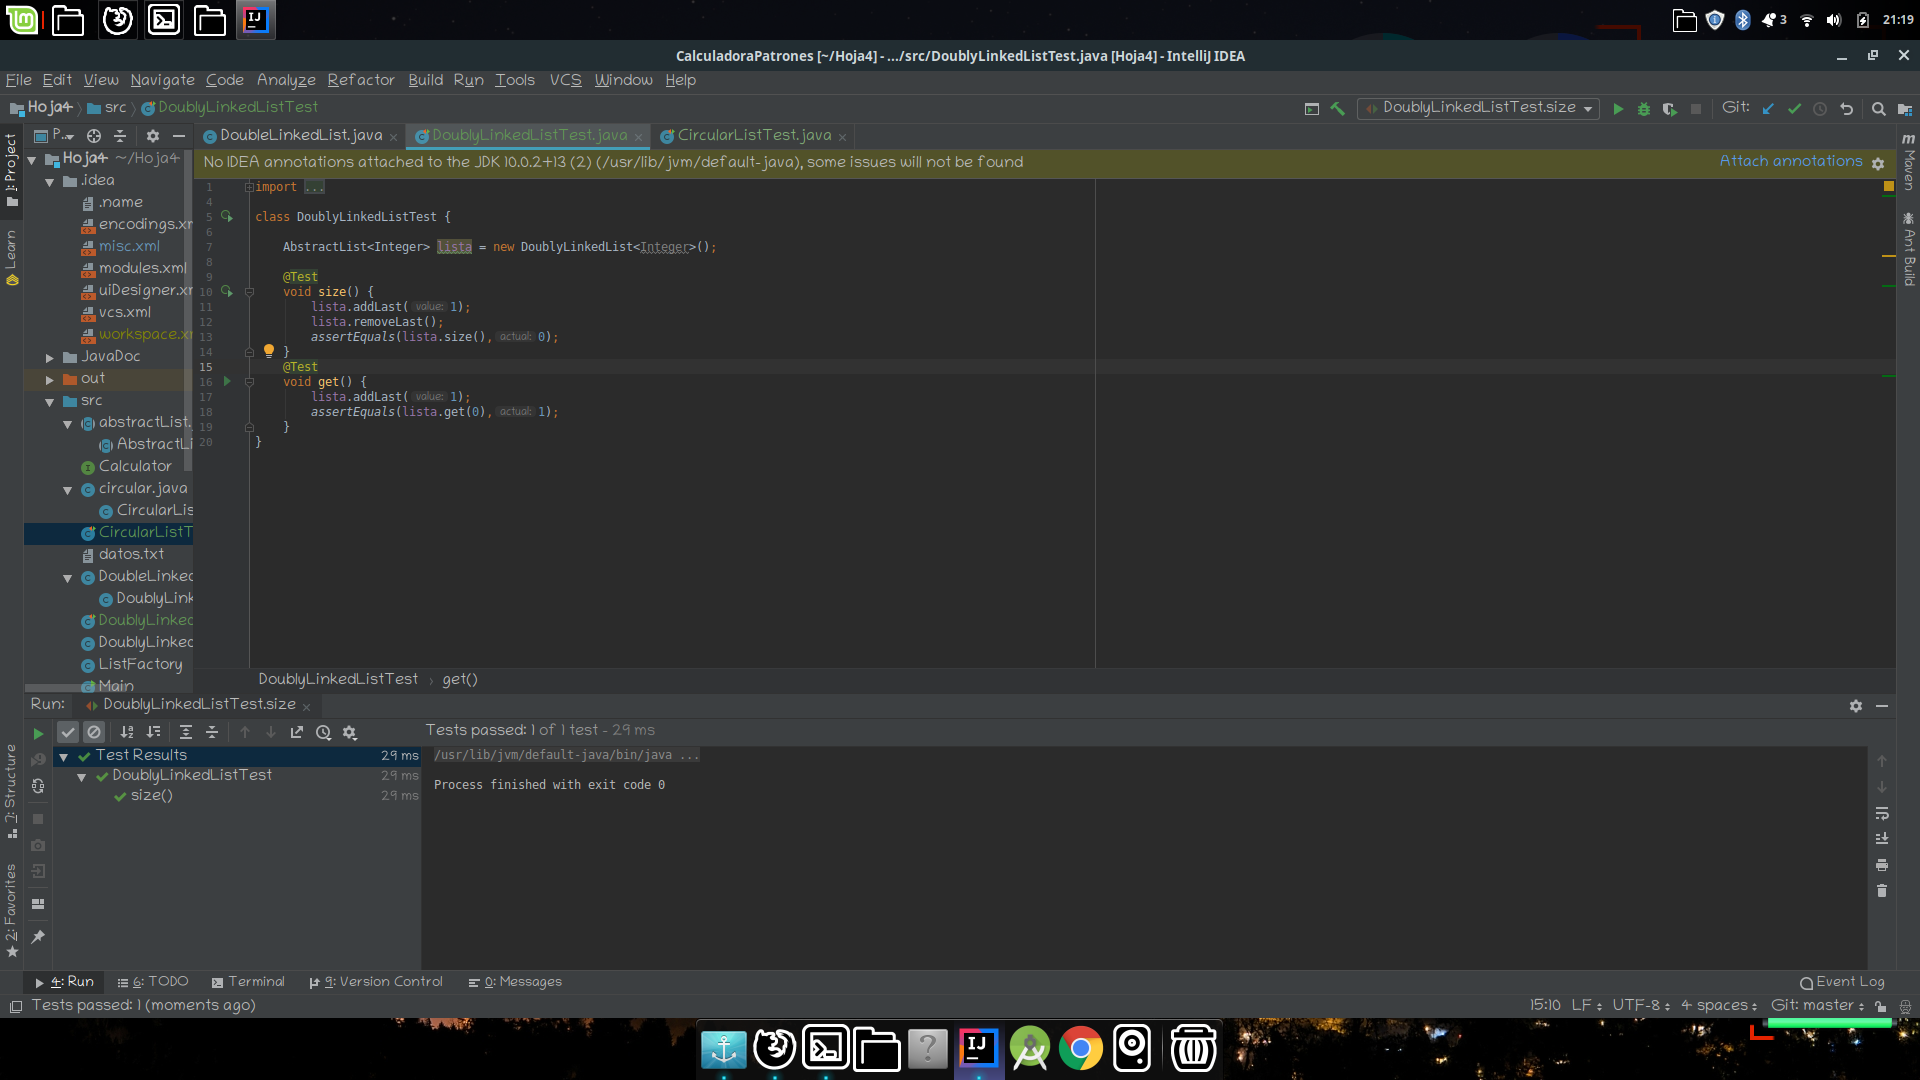 3 21:19
CalculadoraPatrones [~/Hoja4] - .../src/DoublyLinkedListTest.java [Hoja4] - IntelliJ IDEA
File Edit View Navigate Code Analyze Refactor Build Run Tools VCS Window Help
Hoja4 src DoublyLinkedListTest
DoublyLinkedListTest.size Git:
1: Project
Learn
7: Structure
2: Favorites
P..
Hoja4 ~/Hoja4
.idea
.name
encodings.xm
misc.xml
modules.xml
uiDesigner.xm
vcs.xml
workspace.xm
JavaDoc
out
src
abstractList.
AbstractLi
Calculator
circular.java
CircularLis
CircularListT
datos.txt
DoubleLinked
DoublyLink
DoublyLinked
DoublyLinked
ListFactory
Main
DoubleLinkedList.java DoublyLinkedListTest.java CircularListTest.java
No IDEA annotations attached to the JDK 10.0.2+13 (2) (/usr/lib/jvm/default-java), some issues will not be found Attach annotations
1 import ...
4
5 class DoublyLinkedListTest {
6
7 AbstractList<Integer> lista = new DoublyLinkedList<Integer>();
8
9 @Test
10 void size() {
11 lista.addLast( value: 1);
12 lista.removeLast();
13 assertEquals(lista.size(), actual: 0);
14 }
15 @Test
16 void get() {
17 lista.addLast( value: 1);
18 assertEquals(lista.get(0), actual: 1);
19 }
20 }
DoublyLinkedListTest › get()
Maven
Ant Build
Run: DoublyLinkedListTest.size
Tests passed: 1 of 1 test - 29 ms
Test Results 29 ms
DoublyLinkedListTest 29 ms
size() 29 ms
/usr/lib/jvm/default-java/bin/java ...
Process finished with exit code 0
4: Run 6: TODO Terminal 9: Version Control 0: Messages Event Log
Tests passed: 1 (moments ago) 15:10 LF UTF-8 4 spaces Git: master
IJ